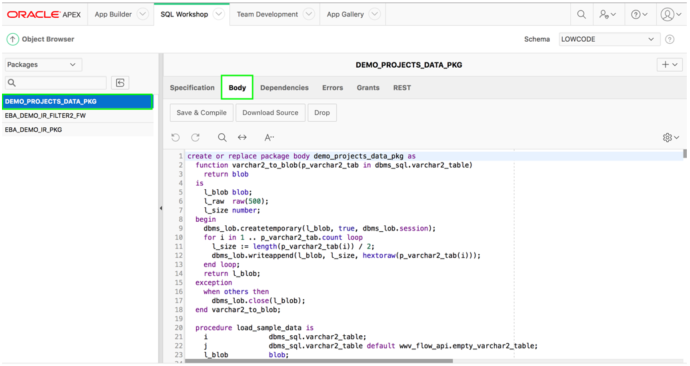 ORACLE APEX App Builder SQL Workshop Team Development App Gallery
Object Browser Schema LOWCODE
Packages
DEMO_PROJECTS_DATA_PKG
EBA_DEMO_IR_FILTER2_FW
EBA_DEMO_IR_PKG
DEMO_PROJECTS_DATA_PKG
Specification Body Dependencies Errors Grants REST
Save & Compile Download Source Drop
A··
1 create or replace package body demo_projects_data_pkg as
2 function varchar2_to_blob(p_varchar2_tab in dbms_sql.varchar2_table)
3 return blob
4 is
5 l_blob blob;
6 l_raw raw(500);
7 l_size number;
8 begin
9 dbms_lob.createtemporary(l_blob, true, dbms_lob.session);
10 for i in 1 .. p_varchar2_tab.count loop
11 l_size := length(p_varchar2_tab(i)) / 2;
12 dbms_lob.writeappend(l_blob, l_size, hextoraw(p_varchar2_tab(i)));
13 end loop;
14 return l_blob;
15 exception
16 when others then
17 dbms_lob.close(l_blob);
18 end varchar2_to_blob;
19
20 procedure load_sample_data is
21 i dbms_sql.varchar2_table;
22 j dbms_sql.varchar2_table default wwv_flow_api.empty_varchar2_table;
23 l_blob blob;